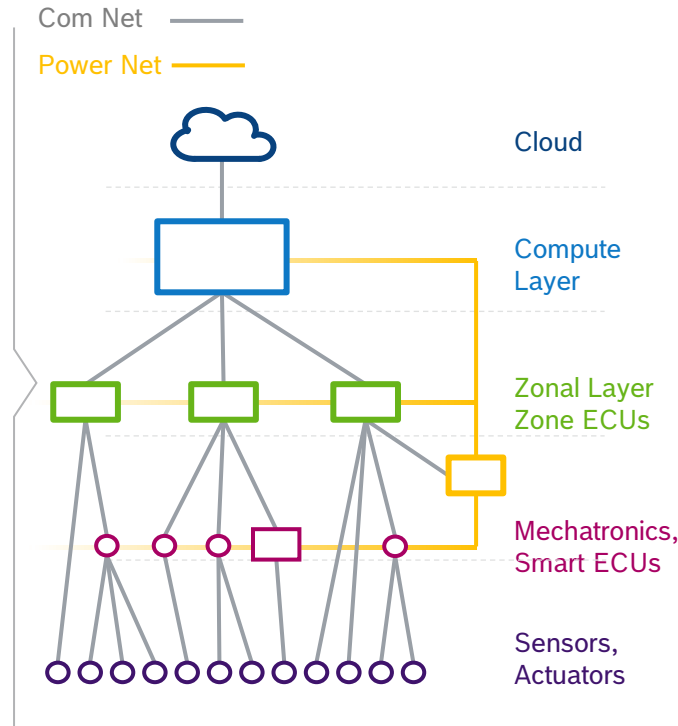 Com Net
Power Net
Cloud
Compute
Layer
Zonal Layer
Zone ECUs
Mechatronics,
Smart ECUs
Sensors,
Actuators